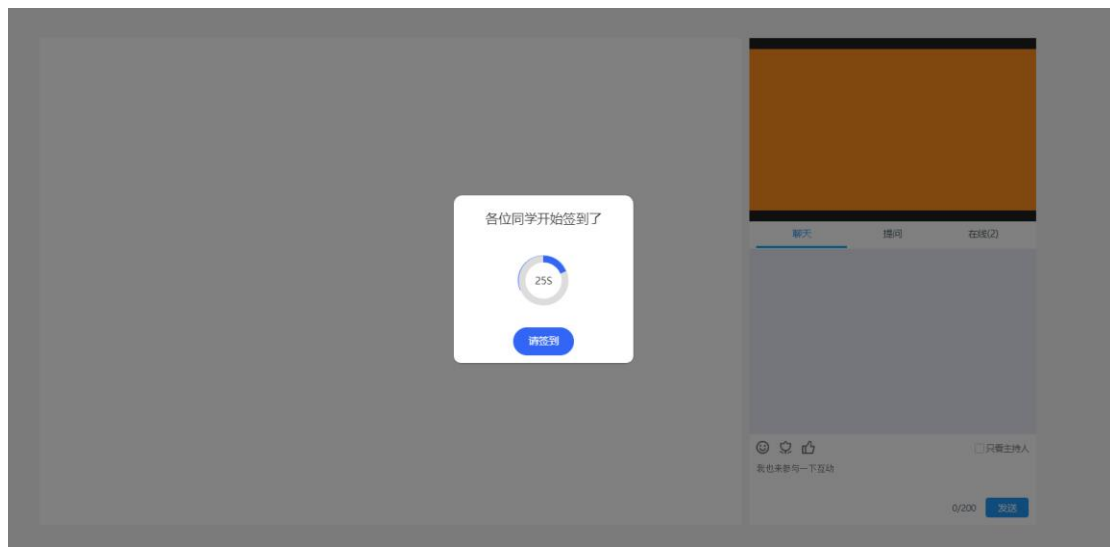 各位同学开始签到了
25S
请签到
聊天
提问
在线(2)
只看主持人
我也来参与一下互动
0/200
发送